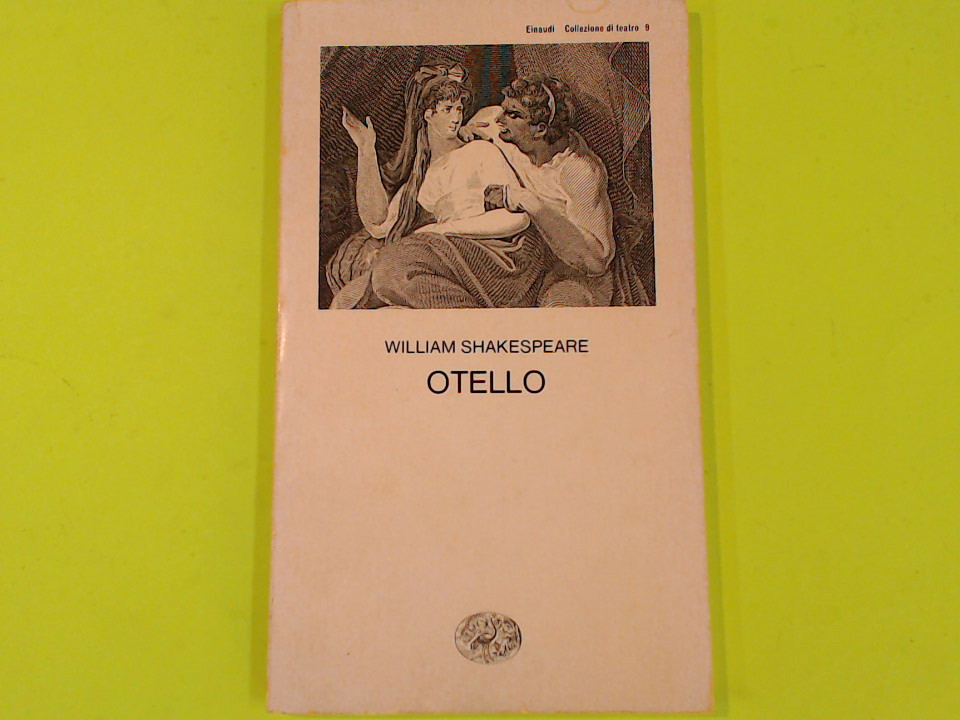 Einaudi Collezione di teatro 9
WILLIAM SHAKESPEARE
OTELLO